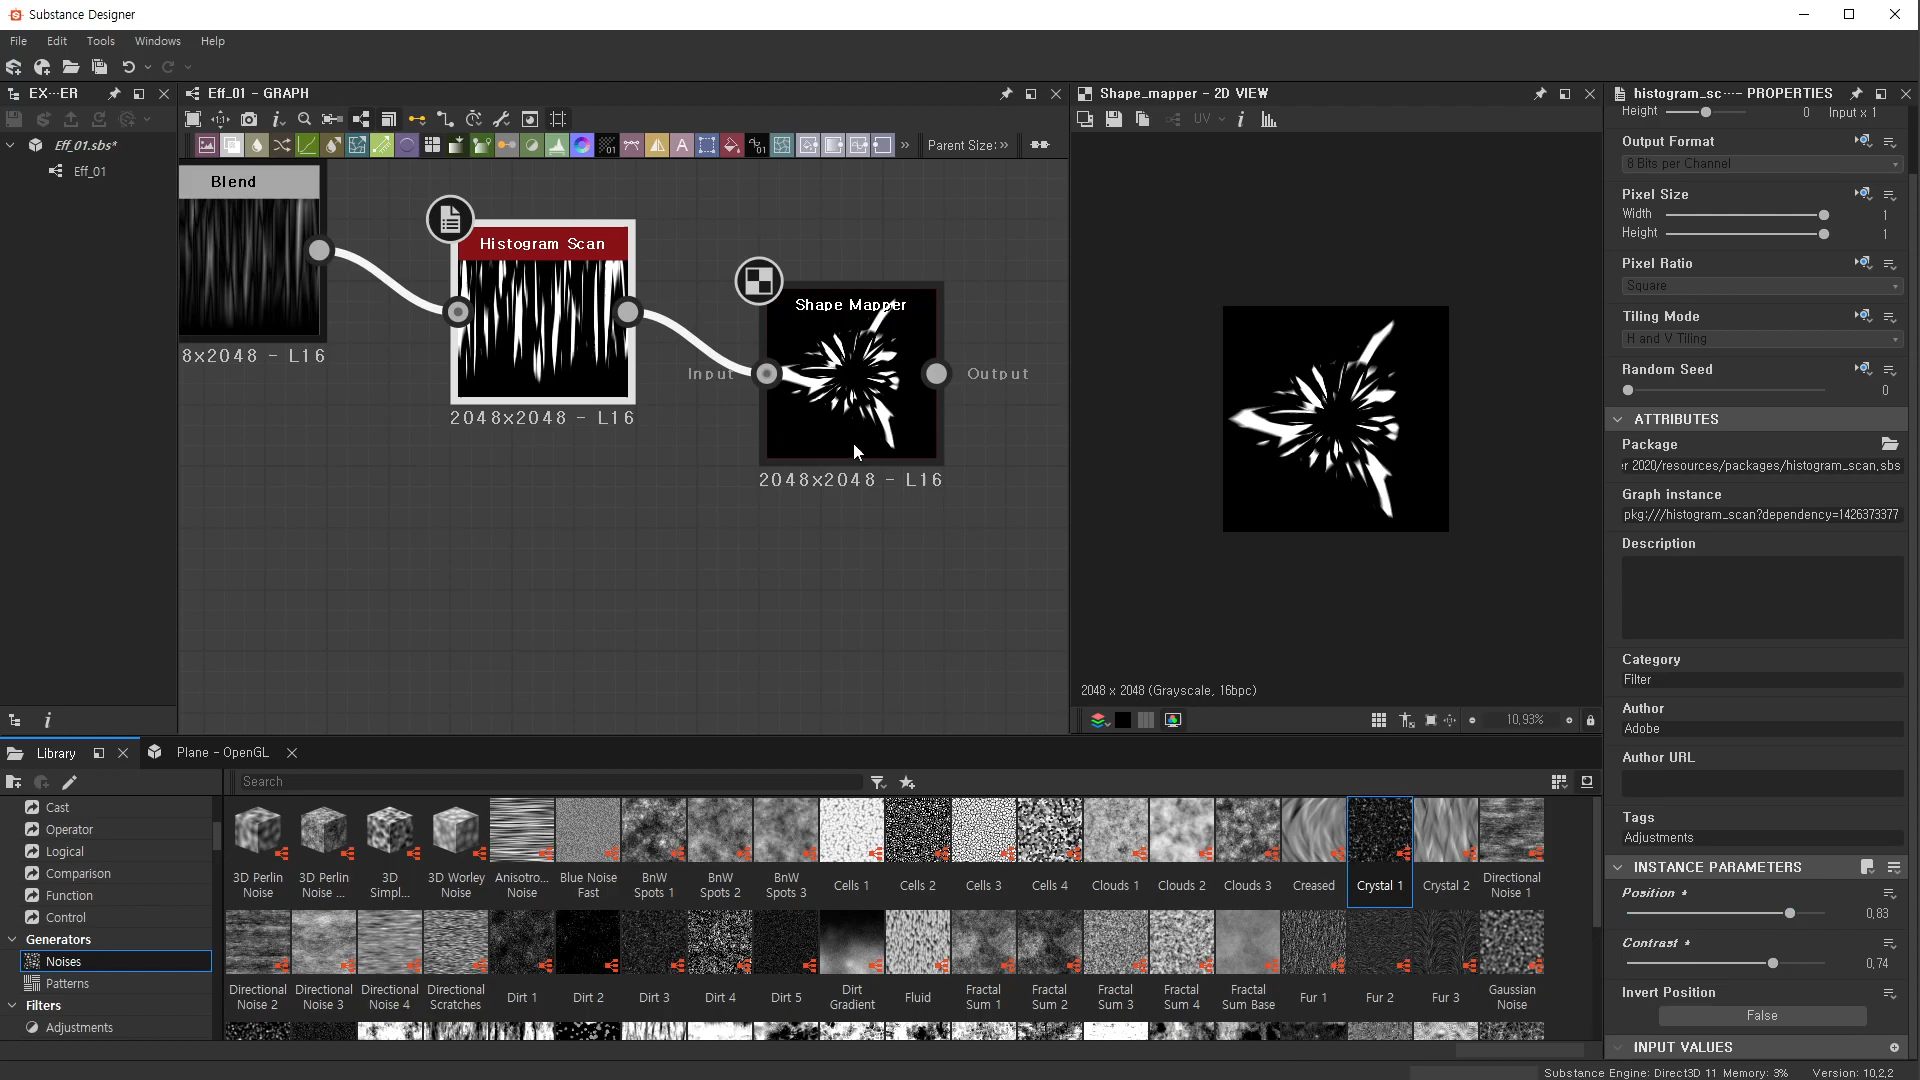 Substance Designer
File Edit Tools Windows Help
EX···ER
Eff_01 - GRAPH
Shape_mapper - 2D VIEW
histogram_sc···- PROPERTIES
Parent Size:
UV
Eff_01.sbs*
Eff_01
Blend
8x2048 - L16
Histogram Scan
2048x2048 - L16
Input
Shape Mapper
Output
2048x2048 - L16
2048 x 2048 (Grayscale, 16bpc)
10,93%
Height 0 Input x 1
Output Format
8 Bits per Channel
Pixel Size
Width 1
Height 1
Pixel Ratio
Square
Tiling Mode
H and V Tiling
Random Seed
0
ATTRIBUTES
Package
er 2020/resources/packages/histogram_scan,sbs
Graph instance
pkg:///histogram_scan?dependency=1426373377
Description
Category
Filter
Author
Adobe
Author URL
Tags
Adjustments
INSTANCE PARAMETERS
Position *
0,83
Contrast *
0,74
Invert Position
False
INPUT VALUES
Library
Plane - OpenGL
Search
Cast
Operator
Logical
Comparison
Function
Control
Generators
Noises
Patterns
Filters
Adjustments
3D Perlin Noise
3D Perlin Noise ...
3D Simpl...
3D Worley Noise
Anisotro... Noise
Blue Noise Fast
BnW Spots 1
BnW Spots 2
BnW Spots 3
Cells 1
Cells 2
Cells 3
Cells 4
Clouds 1
Clouds 2
Clouds 3
Creased
Crystal 1
Crystal 2
Directional Noise 1
Directional Noise 2
Directional Noise 3
Directional Noise 4
Directional Scratches
Dirt 1
Dirt 2
Dirt 3
Dirt 4
Dirt 5
Dirt Gradient
Fluid
Fractal Sum 1
Fractal Sum 2
Fractal Sum 3
Fractal Sum 4
Fractal Sum Base
Fur 1
Fur 2
Fur 3
Gaussian Noise
Substance Engine: Direct3D 11 Memory: 3% Version: 10,2,2